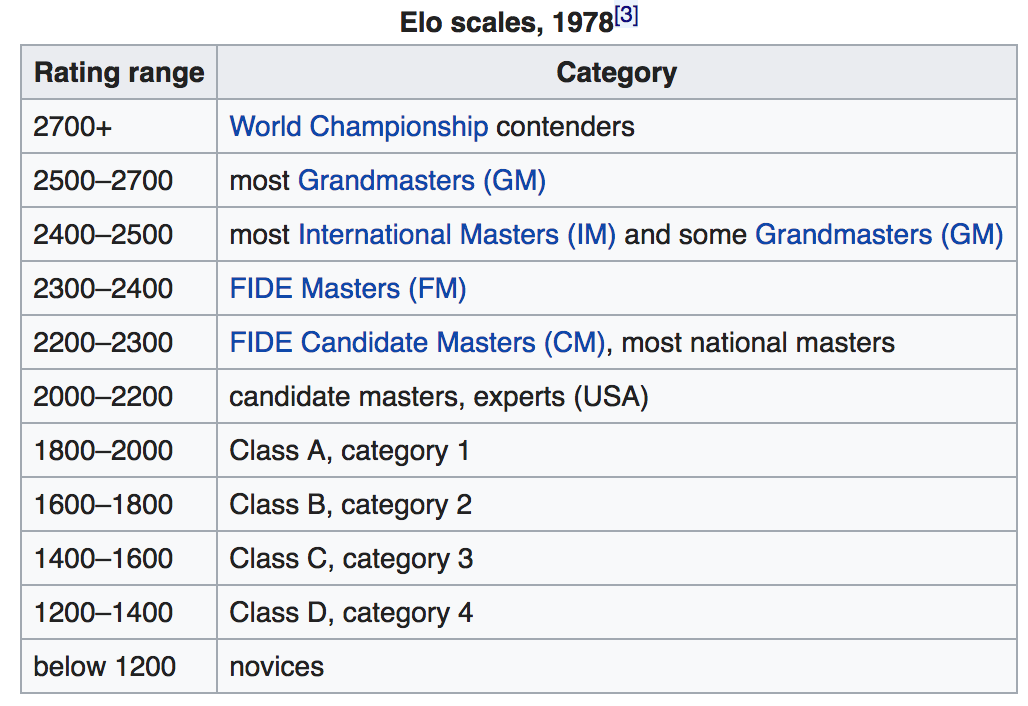 Elo scales, 1978[3]
Rating range Category
2700+ World Championship contenders
2500–2700 most Grandmasters (GM)
2400–2500 most International Masters (IM) and some Grandmasters (GM)
2300–2400 FIDE Masters (FM)
2200–2300 FIDE Candidate Masters (CM), most national masters
2000–2200 candidate masters, experts (USA)
1800–2000 Class A, category 1
1600–1800 Class B, category 2
1400–1600 Class C, category 3
1200–1400 Class D, category 4
below 1200 novices